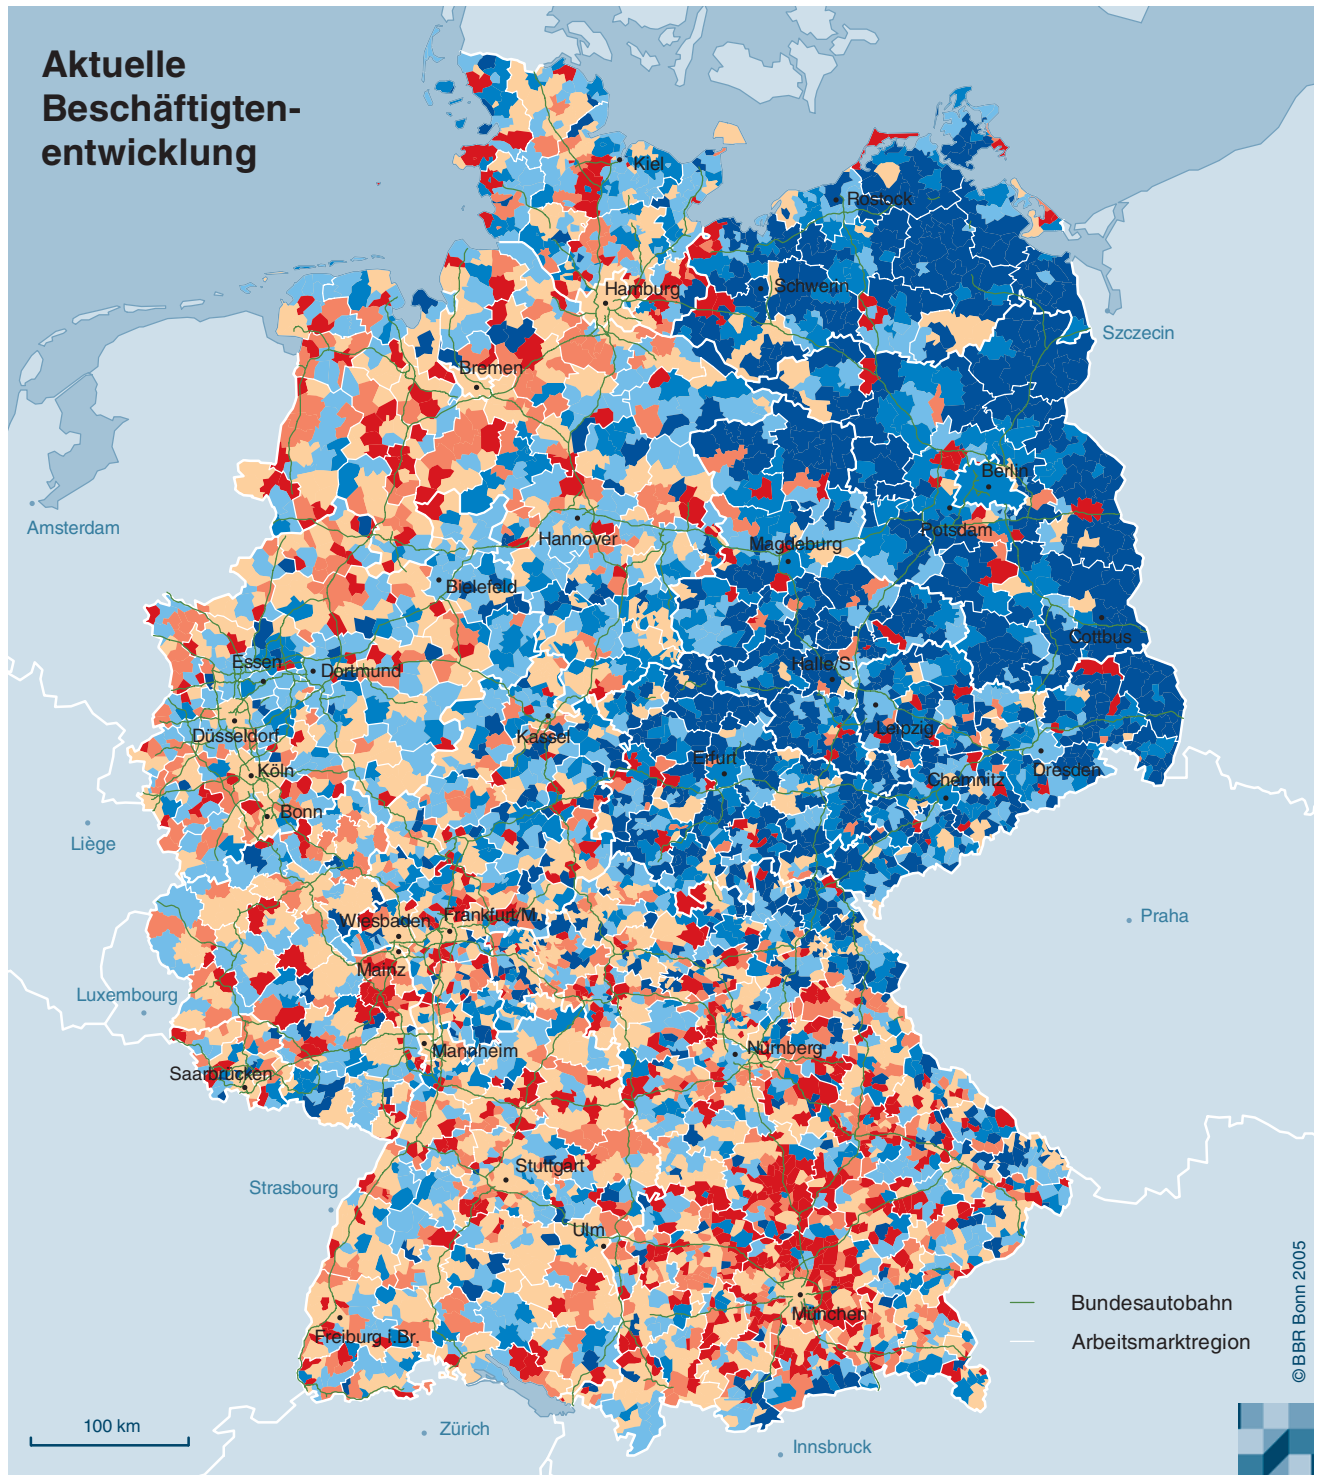 Aktuelle
Beschäftigten-
entwicklung
Kiel
Rostock
Hamburg
Schwerin
Szczecin
Bremen
Berlin
Amsterdam
Hannover
Potsdam
Magdeburg
Bielefeld
Cottbus
Essen
Dortmund
Halle/S.
Leipzig
Düsseldorf
Kassel
Erfurt
Köln
Dresden
Chemnitz
Bonn
Liège
Wiesbaden
Frankfurt/M.
Praha
Mainz
Luxembourg
Mannheim
Nürnberg
Saarbrücken
Stuttgart
Strasbourg
Ulm
München
Freiburg i.Br.
Bundesautobahn
Arbeitsmarktregion
100 km
Zürich
Innsbruck
©BBR Bonn 2005